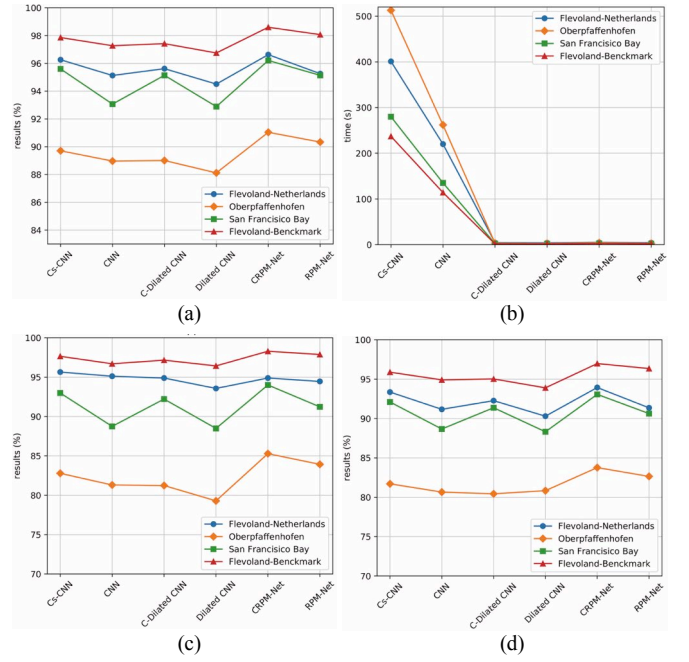 98
96
94
92
90
88
86
84
results (%)
Flevoland-Netherlands
Oberpfaffenhofen
San Francisico Bay
Flevoland-Benckmark
Cs-CNN
CNN
C-Dilated CNN
Dilated CNN
CRPM-Net
RPM-Net
(a)
500
400
300
200
100
0
time (s)
Flevoland-Netherlands
Oberpfaffenhofen
San Francisico Bay
Flevoland-Benckmark
Cs-CNN
CNN
C-Dilated CNN
Dilated CNN
CRPM-Net
RPM-Net
(b)
100
95
90
85
80
75
70
results (%)
Flevoland-Netherlands
Oberpfaffenhofen
San Francisico Bay
Flevoland-Benckmark
Cs-CNN
CNN
C-Dilated CNN
Dilated CNN
CRPM-Net
RPM-Net
(c)
100
95
90
85
80
75
70
results (%)
Flevoland-Netherlands
Oberpfaffenhofen
San Francisico Bay
Flevoland-Benckmark
Cs-CNN
CNN
C-Dilated CNN
Dilated CNN
CRPM-Net
RPM-Net
(d)